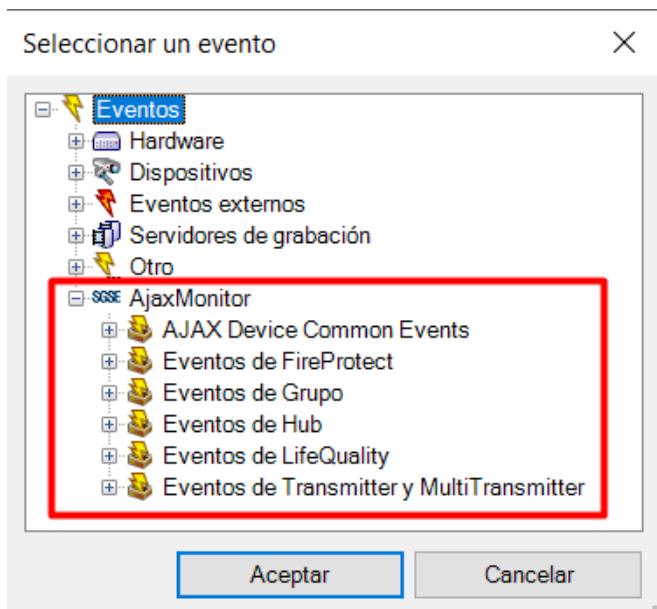 Seleccionar un evento
Eventos
Hardware
Dispositivos
Eventos externos
Servidores de grabación
Otro
SGSE AjaxMonitor
AJAX Device Common Events
Eventos de FireProtect
Eventos de Grupo
Eventos de Hub
Eventos de LifeQuality
Eventos de Transmitter y MultiTransmitter
Aceptar Cancelar